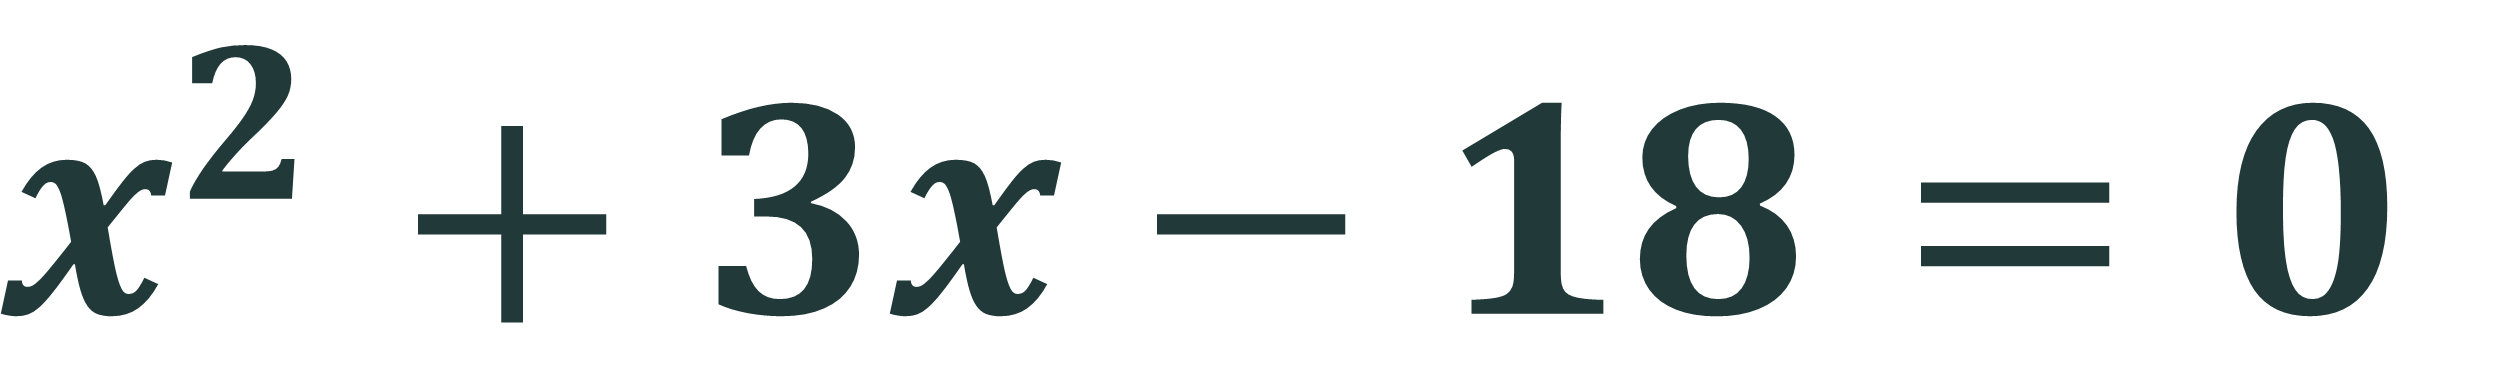 x² + 3x − 18 = 0